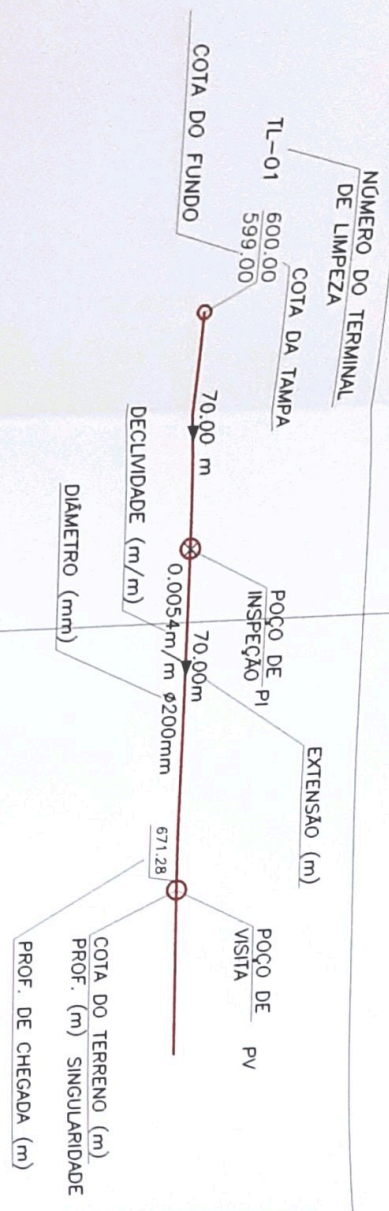 NÚMERO DO TERMINAL
DE LIMPEZA
TL-01
600.00
599.00
COTA DA TAMPA
COTA DO FUNDO
70.00 m
DECLIVIDADE (m/m)
DIÂMETRO (mm)
POÇO DE
INSPEÇÃO PI
70.00m
0.0054m/m ø200mm
EXTENSÃO (m)
671.28
POÇO DE
VISITA
PV
COTA DO TERRENO (m)
PROF. (m) SINGULARIDADE
PROF. DE CHEGADA (m)